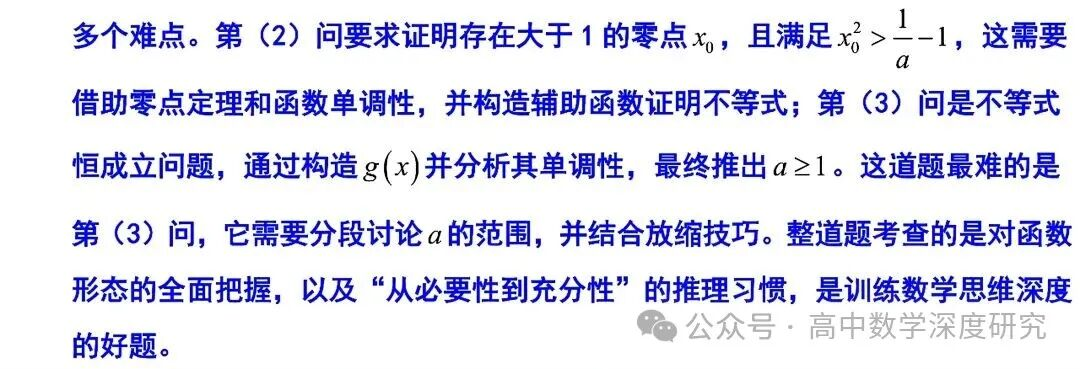 多个难点。第（2）问要求证明存在大于 1 的零点 x₀，且满足 x₀² > 1/a − 1，这需要
借助零点定理和函数单调性，并构造辅助函数证明不等式；第（3）问是不等式
恒成立问题，通过构造 g(x) 并分析其单调性，最终推出 a ≥ 1。这道题最难的是
第（3）问，它需要分段讨论 a 的范围，并结合放缩技巧。整道题考查的是对函数
形态的全面把握，以及“从必要性到充分性”的推理习惯，是训练数学思维深度
的好题。
公众号 · 高中数学深度研究